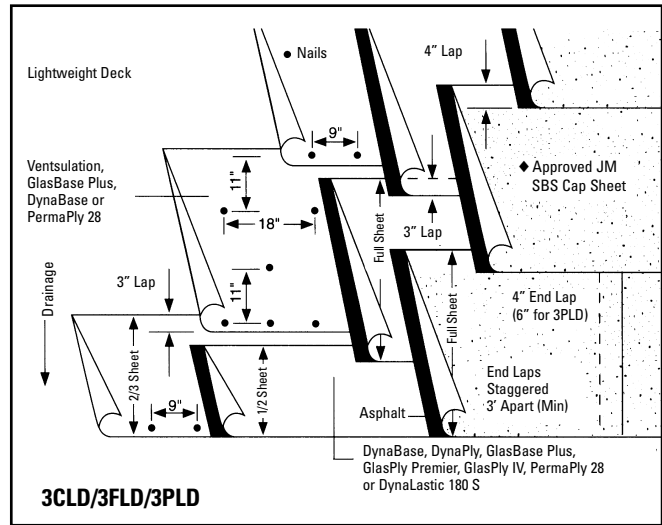 4” Lap
• Nails
Lightweight Deck
9"
Ventsulation,
GlasBase Plus,
DynaBase or
PermaPly 28
11"
◆ Approved JM
SBS Cap Sheet
18"
Full Sheet
3” Lap
Drainage
3” Lap
11"
Full Sheet
4” End Lap
(6” for 3PLD)
2/3 Sheet
1/2 Sheet
9"
End Laps
Staggered
3’ Apart (Min)
Asphalt
DynaBase, DynaPly, GlasBase Plus,
GlasPly Premier, GlasPly IV, PermaPly 28
or DynaLastic 180 S
3CLD/3FLD/3PLD